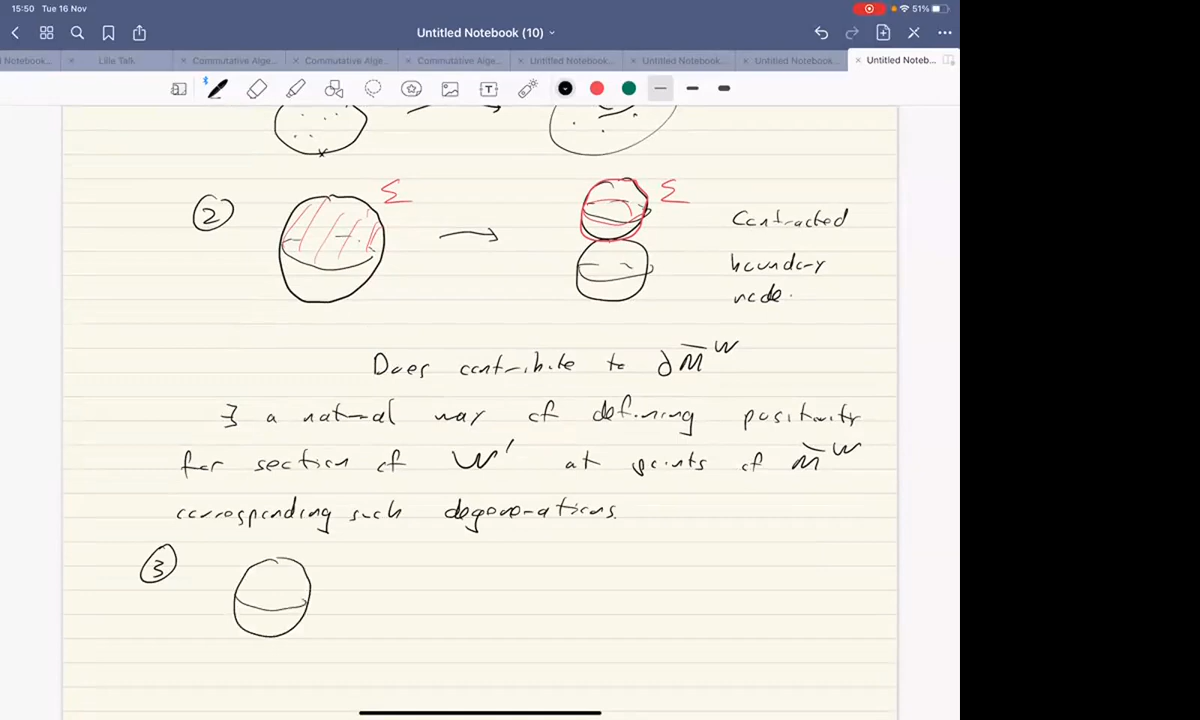 15:50 Tue 16 Nov
51%
Untitled Notebook (10)
Notebook...
Lille Talk
Commutative Alge...
Commutative Alge...
Commutative Alge...
Untitled Notebook...
Untitled Notebook...
Untitled Notebook...
Untitled Noteb...
T
② Σ → Σ Contracted
boundary
node.
Does contribute to ∂M̄^W
∃ a natural way of defining positivity
for section of W' at points of M̄^W
corresponding such degenerations.
③